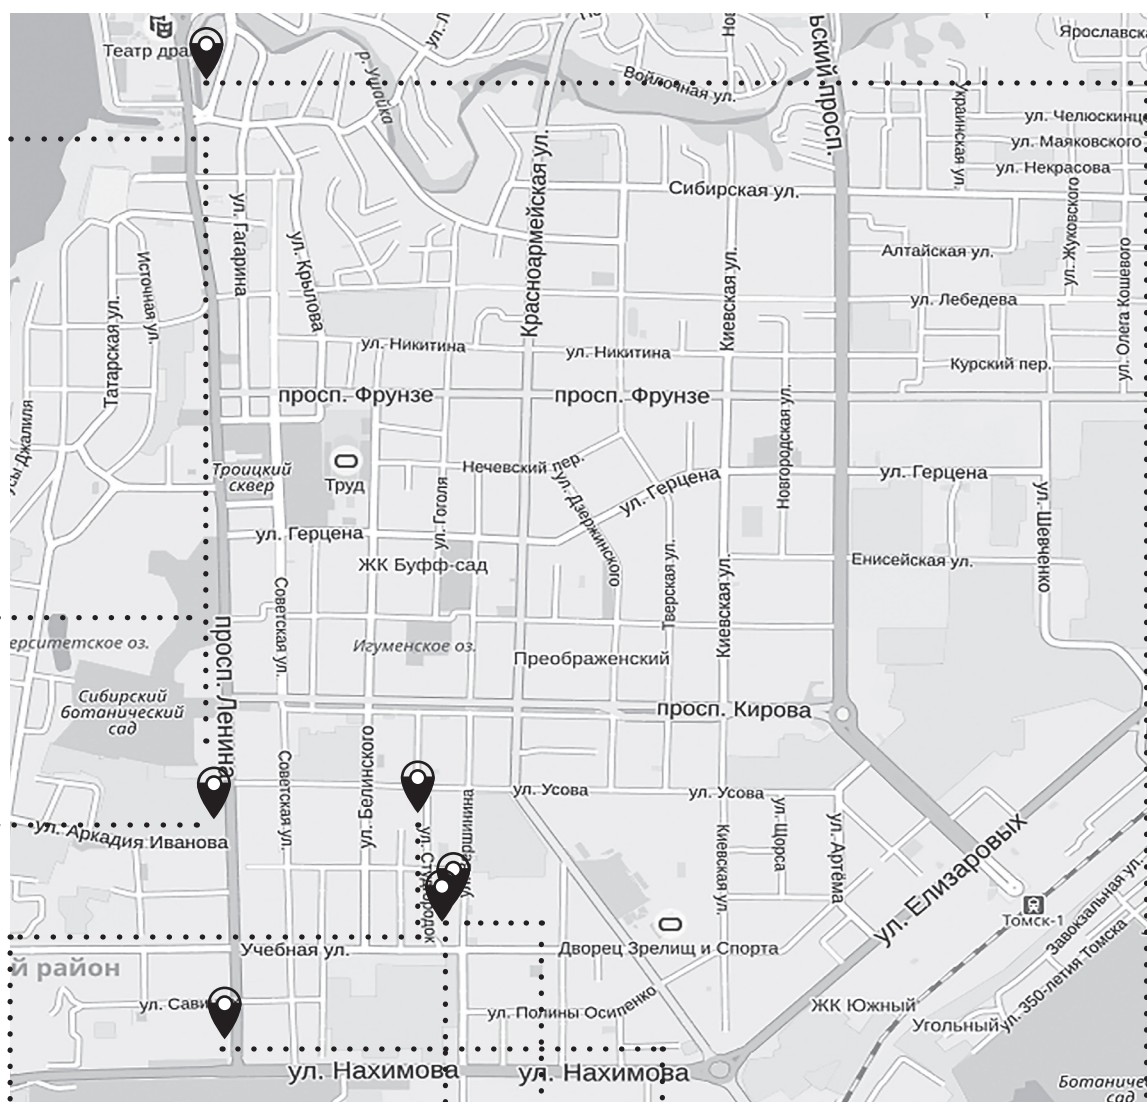 Театр дра
Войлочная ул.
р. Ушайка
Ярославска
Украинская ул.
ул. Челюскинце
ул. Маяковского
ул. Некрасова
Сибирская ул.
Красноармейская ул.
ул. Гагарина
ул. Крылова
Источная ул.
Татарская ул.
Киевская ул.
Алтайская ул.
ул. Жуковского
ул. Олега Кошевого
ул. Лебедева
ул. Никитина
ул. Никитина
Курский пер.
просп. Фрунзе
просп. Фрунзе
Новгородская ул.
Троицкий
сквер
Труд
Нечевский пер.
ул. Гоголя
ул. Дзержинского
ул. Герцена
ул. Герцена
ул. Герцена
ул. Шевченко
ЖК Буфф-сад
Енисейская ул.
Советская ул.
Тверская ул.
Киевская ул.
Игуменское оз.
ерситетское оз.
Преображенский
Сибирский
ботанический
сад
просп. Ленина
просп. Кирова
Советская ул.
ул. Белинского
ул. Усова
ул. Усова
ул. Аркадия Иванова
Киевская ул.
ул. Щорса
ул. Артёма
ул. Елизаровых
Томск-1
Завокзальная ул.
ул. 350-летия Томска
Учебная ул.
Дворец Зрелищ и Спорта
й район
ул. Сави
ул. Полины Осипенко
ЖК Южный
Угольный
ул. Нахимова
ул. Нахимова
Ботаниче
сад